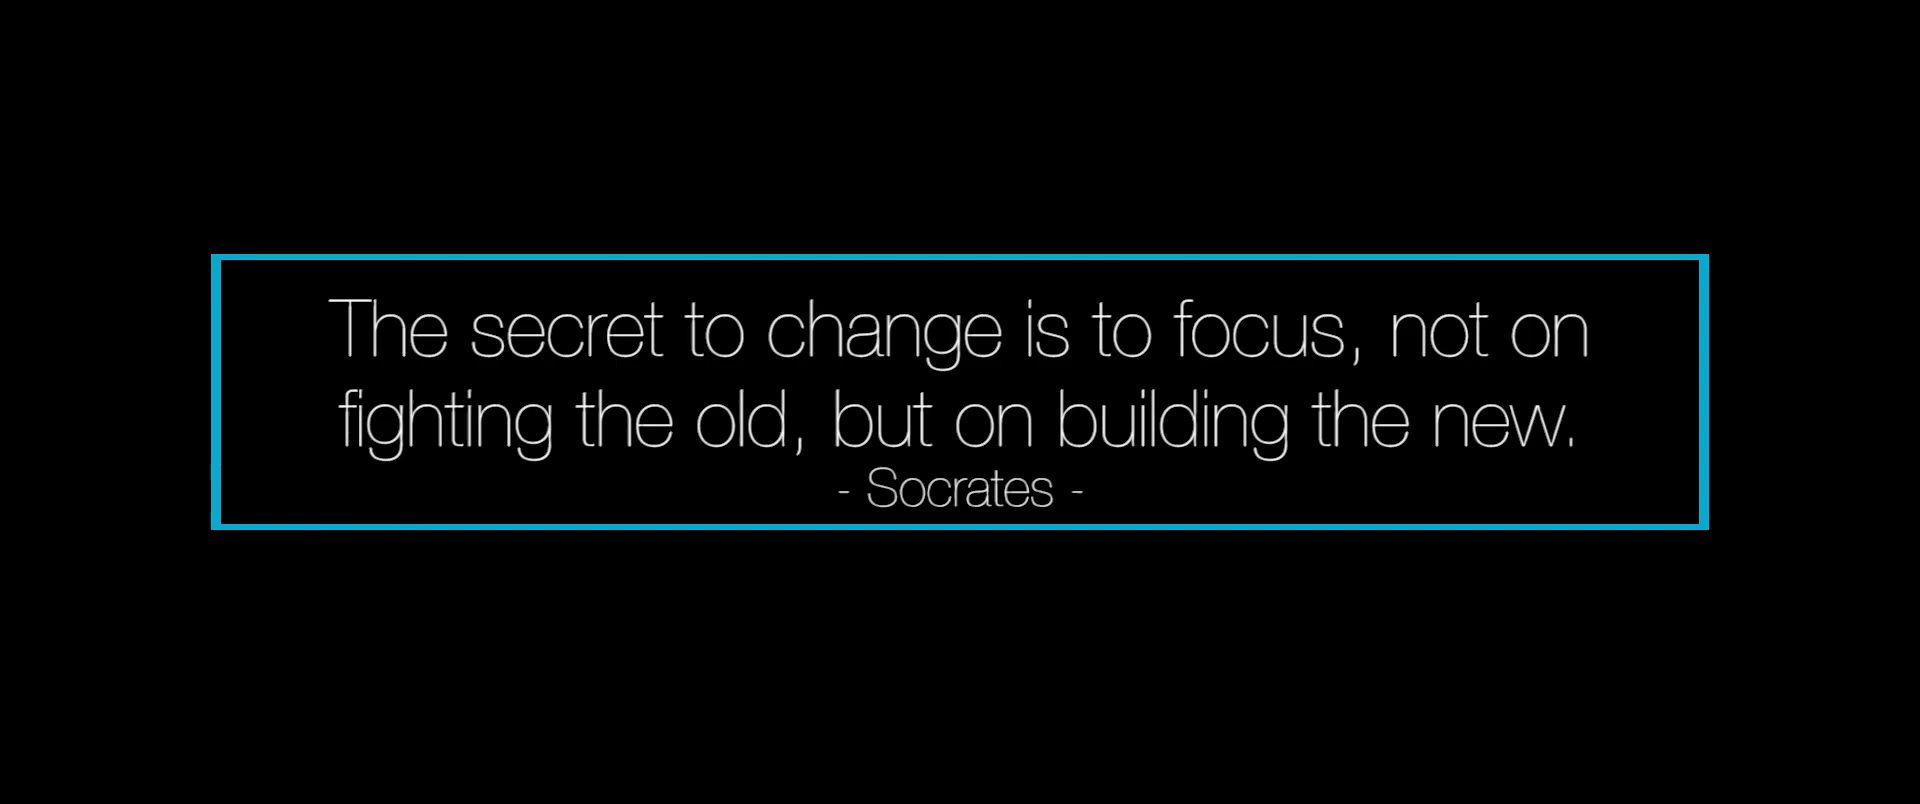 The secret to change is to focus, not on
fighting the old, but on building the new.
- Socrates -